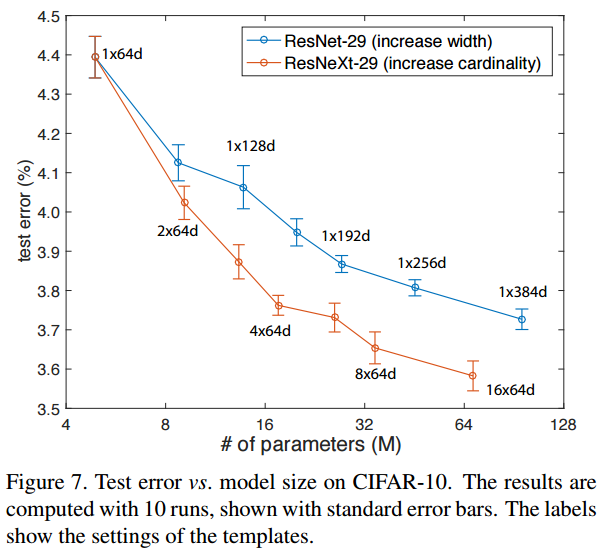 4.5
4.4
4.3
4.2
4.1
4.0
3.9
3.8
3.7
3.6
3.5
test error (%)
ResNet-29 (increase width)
ResNeXt-29 (increase cardinality)
1x64d
1x128d
2x64d
1x192d
1x256d
1x384d
4x64d
8x64d
16x64d
4 8 16 32 64 128
# of parameters (M)
Figure 7. Test error vs. model size on CIFAR-10. The results are
computed with 10 runs, shown with standard error bars. The labels
show the settings of the templates.